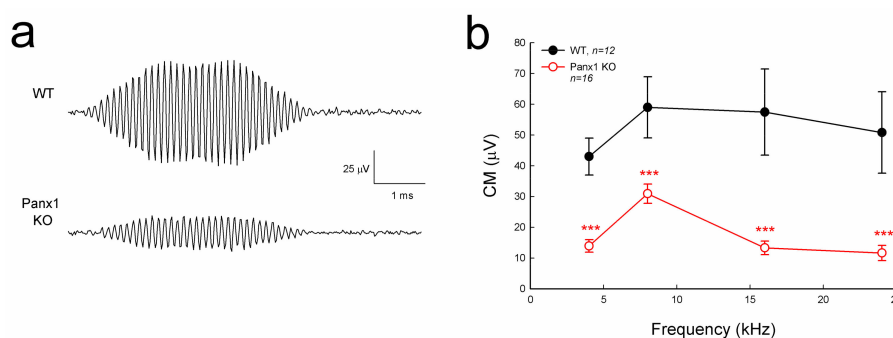 a
WT
25 μV
1 ms
Panx1
KO
b
WT, n=12
Panx1 KO
n=16
80
70
60
50
40
30
20
10
0
CM (μV)
***
***
***
***
0
5
10
15
20
Frequency (kHz)